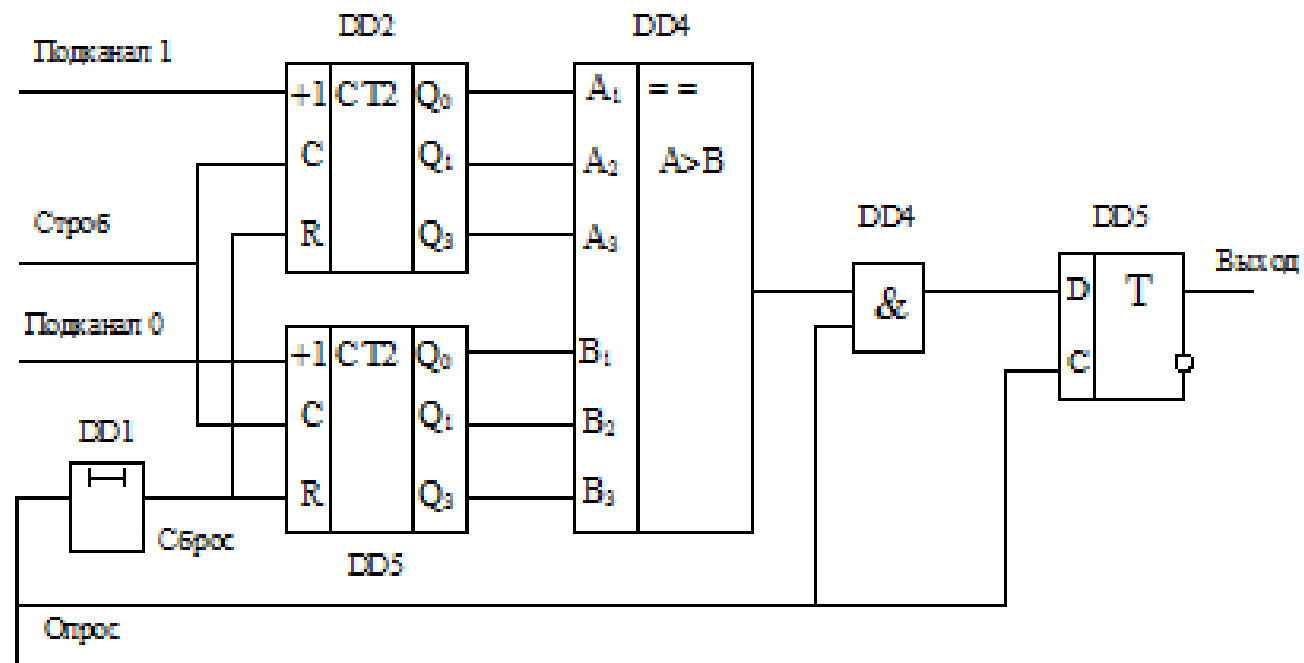 DD2
DD4
Подканал 1
+1 CT2 Q₀
C Q₁
R Q₃
A₁ ==
A₂ A>B
A₃
Строб
DD4
DD5
Выход
&
D T
C
Подканал 0
+1 CT2 Q₀
C Q₁
R Q₃
B₁
B₂
B₃
DD1
Сброс
DD5
Опрос